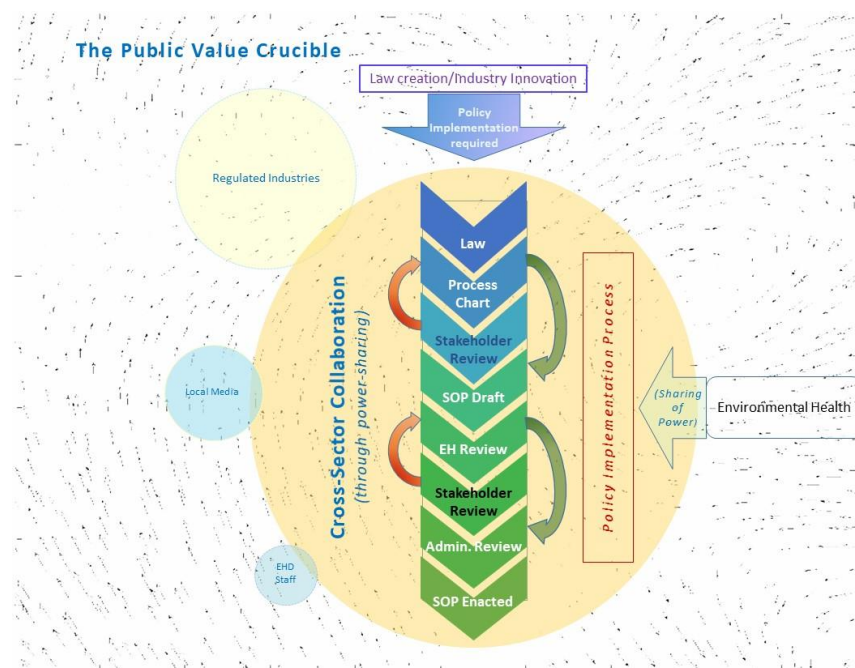 The Public Value Crucible
Law creation/Industry Innovation
Policy
Implementation
required
Regulated Industries
Law
Process
Chart
Stakeholder
Review
SOP Draft
EH Review
Stakeholder
Review
Admin. Review
SOP Enacted
Cross-Sector Collaboration
(through power-sharing)
Policy Implementation Process
(Sharing
of
Power)
Environmental Health
Local Media
EHD
Staff